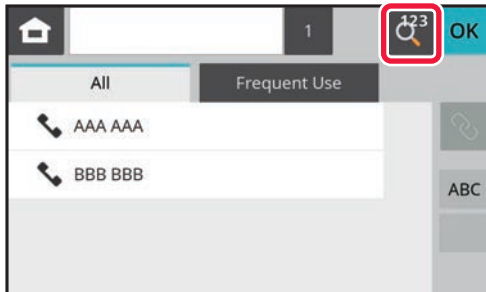 1
123
OK
All
Frequent Use
AAA AAA
BBB BBB
ABC